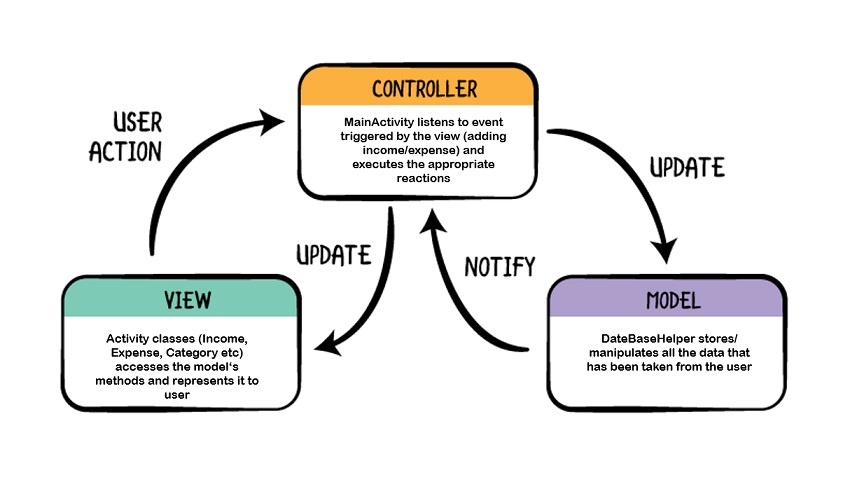 CONTROLLER
MainActivity listens to event
triggered by the view (adding
income/expense) and
executes the appropriate
reactions
USER
ACTION
UPDATE
UPDATE
NOTIFY
VIEW
Activity classes (Income,
Expense, Category etc)
accesses the model's
methods and represents it to
user
MODEL
DateBaseHelper stores/
manipulates all the data that
has been taken from the user